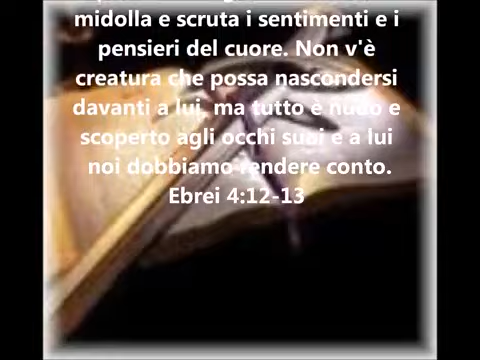 midolla e scruta i sentimenti e i
pensieri del cuore. Non v'è
creatura che possa nascondersi
davanti a lui, ma tutto è nudo e
scoperto agli occhi suoi e a lui
noi dobbiamo rendere conto.
Ebrei 4:12-13